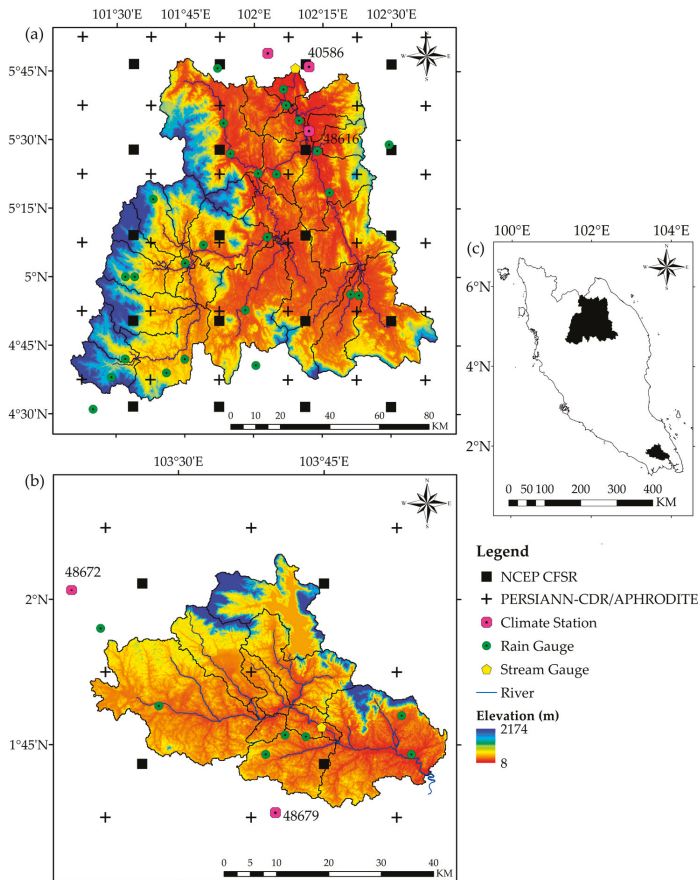 101°30'E 101°45'E 102°E 102°15'E 102°30'E
(a)
N
W E
S
40586
5°45'N
5°30'N
48616
5°15'N
5°N
4°45'N
4°30'N
0 5 10 20 30 40 60 80
KM
(c)
100°E 102°E 104°E
N
W E
S
6°N
4°N
2°N
0 50 100 200 300 400
KM
103°30'E 103°45'E
(b)
N
W E
S
48672
2°N
1°45'N
48679
0 5 10 20 30 40
KM
Legend
NCEP CFSR
PERSIANN-CDR/APHRODITE
Climate Station
Rain Gauge
Stream Gauge
River
Elevation (m)
2174
8